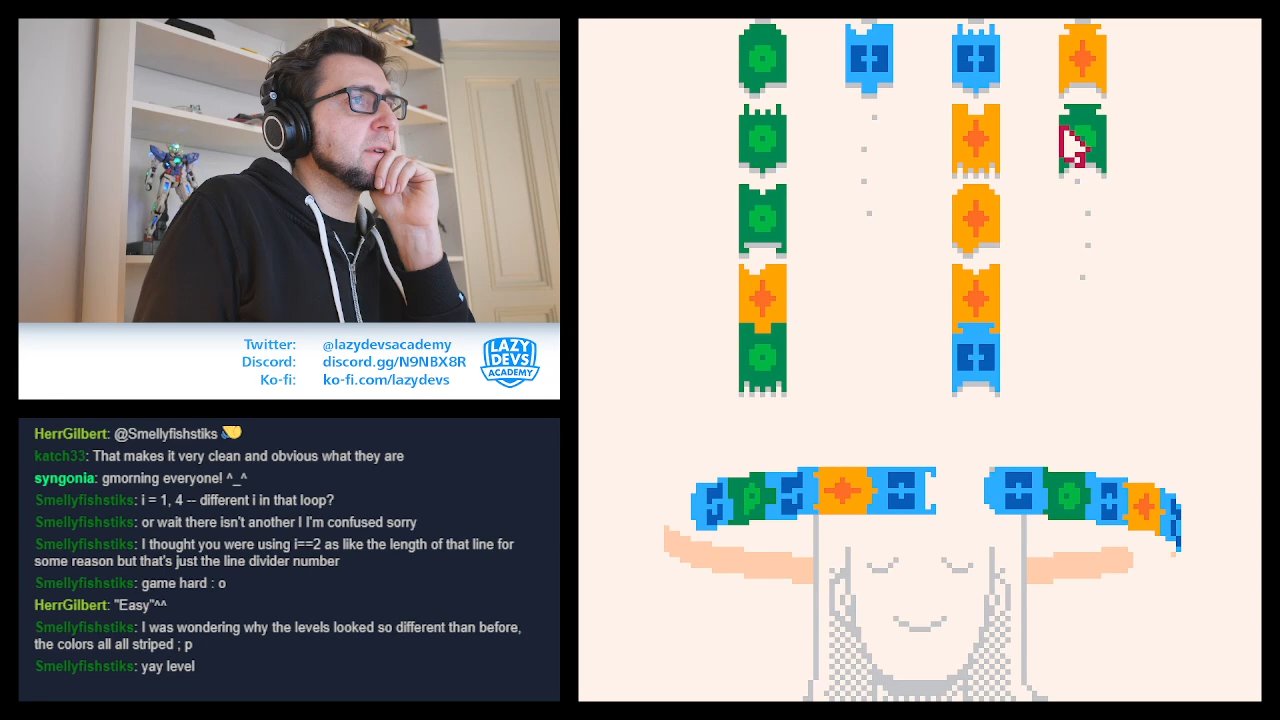 Twitter: @lazydevsacademy
Discord: discord.gg/N9NBX8R
Ko-fi: ko-fi.com/lazydevs
LAZY
DEVS
ACADEMY
HerrGilbert: @Smellyfishstiks
katch33: That makes it very clean and obvious what they are
syngonia: gmorning everyone! ^_^
Smellyfishstiks: i = 1, 4 -- different i in that loop?
Smellyfishstiks: or wait there isn't another I I'm confused sorry
Smellyfishstiks: I thought you were using i==2 as like the length of that line for
some reason but that's just the line divider number
Smellyfishstiks: game hard : o
HerrGilbert: "Easy"^^
Smellyfishstiks: I was wondering why the levels looked so different than before,
the colors all all striped ; p
Smellyfishstiks: yay level